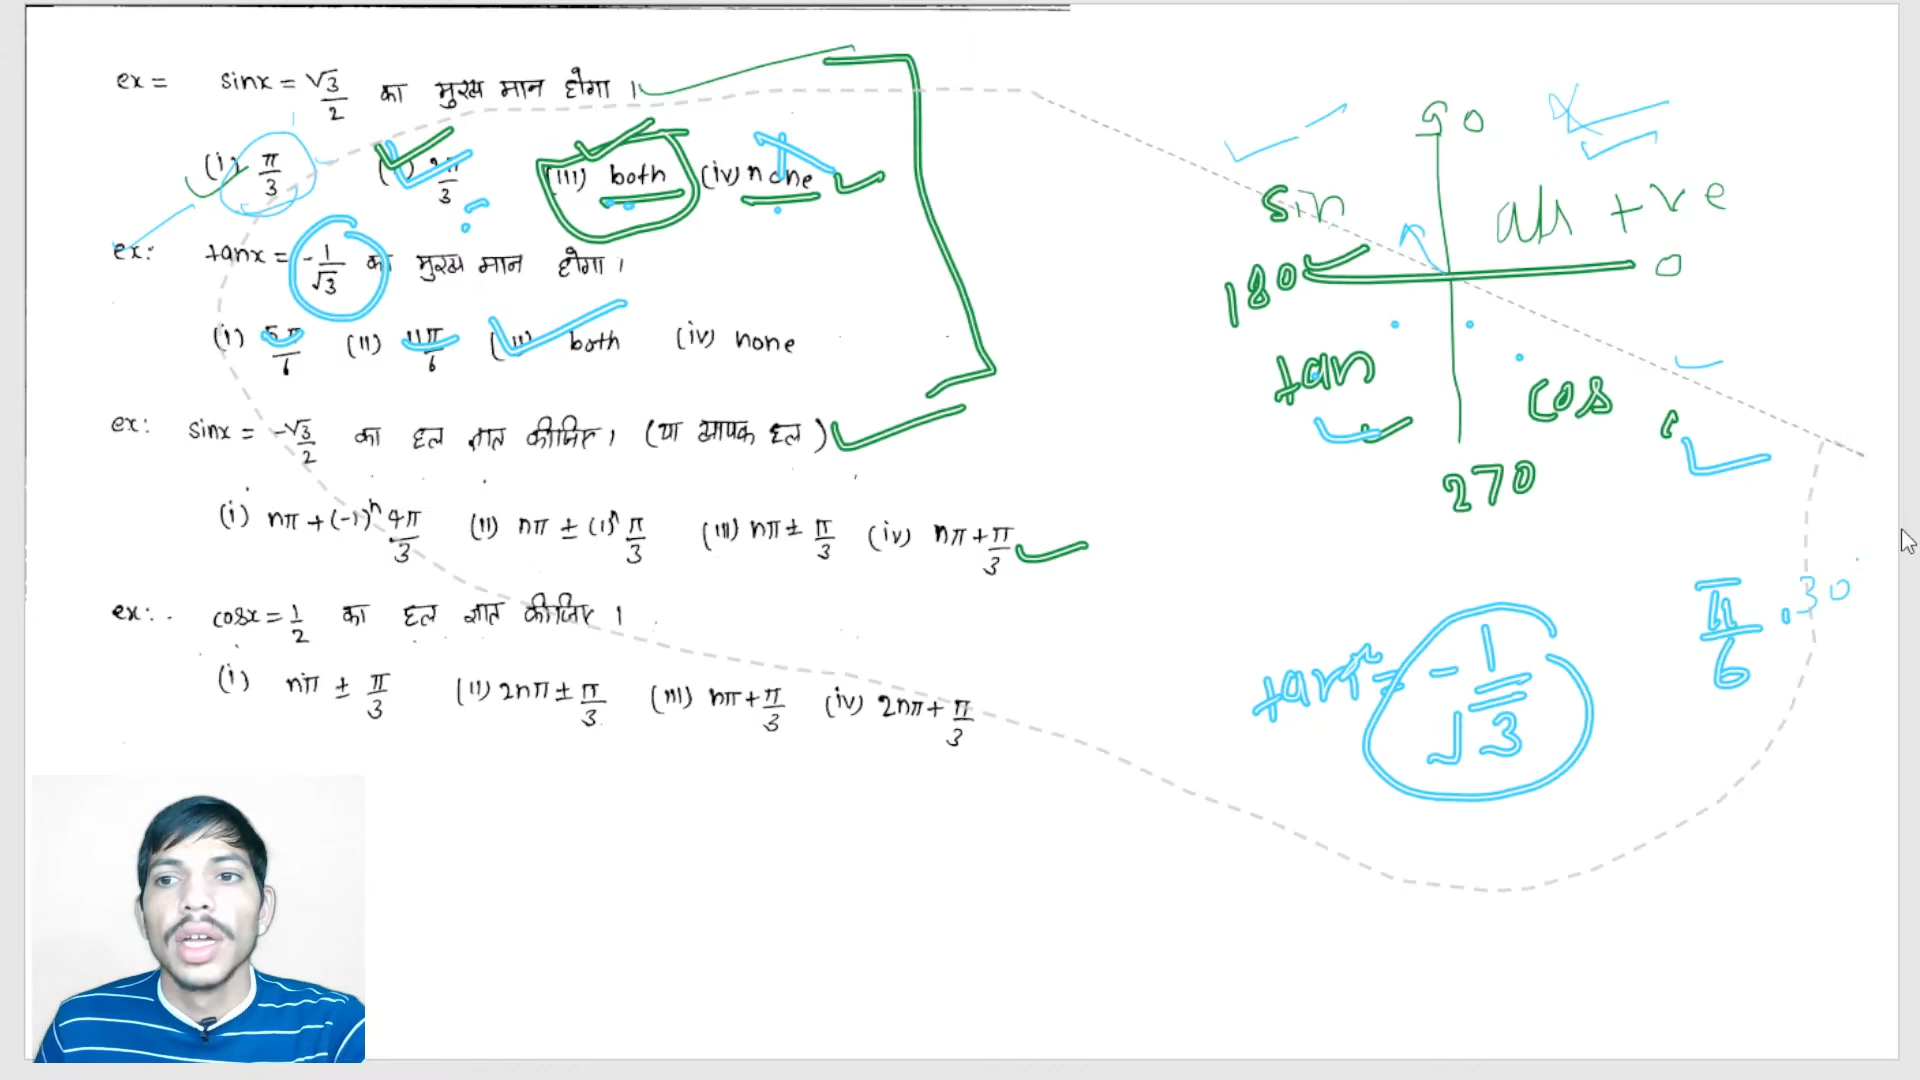 ex = sinx = √3/2 का मुख्य मान होगा ।
(i) π/3 (ii) 2π/3 (iii) both (iv) none
ex: tanx = -1/√3 का मुख्य मान होगा ।
(i) 5π/6 (ii) 11π/6 (iii) both (iv) none
ex: sinx = -√3/2 का हल ज्ञात कीजिए । (या व्यापक हल)
(i) nπ + (-1)ⁿ 4π/3 (ii) nπ ± (1)ⁿ π/3 (iii) nπ ± π/3 (iv) nπ + π/3
ex: cosx = 1/2 का हल ज्ञात कीजिए ।
(i) nπ ± π/3 (ii) 2nπ ± π/3 (iii) nπ + π/3 (iv) 2nπ + π/3
90
sin all +ve
180 0
tan cos
270
π/6 . 30
tan x = -1/√3